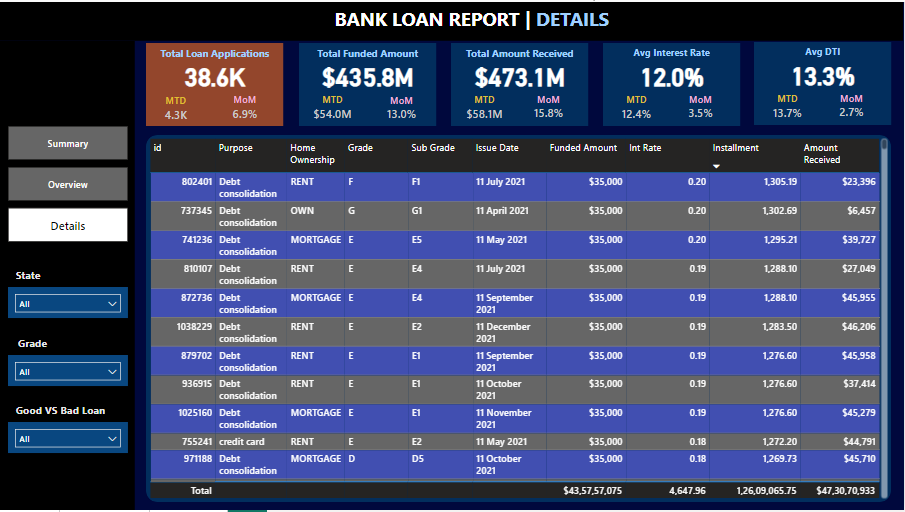 BANK LOAN REPORT | DETAILS
Total Loan Applications
38.6K
MTD MoM
4.3K 6.9%
Total Funded Amount
$435.8M
MTD MoM
$54.0M 13.0%
Total Amount Received
$473.1M
MTD MoM
$58.1M 15.8%
Avg Interest Rate
12.0%
MTD MoM
12.4% 3.5%
Avg DTI
13.3%
MTD MoM
13.7% 2.7%
Summary
Overview
Details
State
All
Grade
All
Good VS Bad Loan
All
id Purpose Home Grade Sub Grade Issue Date Funded Amount Int Rate Installment Amount
Ownership Received
802401 Debt RENT F F1 11 July 2021 $35,000 0.20 1,305.19 $23,396
consolidation
737345 Debt OWN G G1 11 April 2021 $35,000 0.20 1,302.69 $6,457
consolidation
741236 Debt MORTGAGE E E5 11 May 2021 $35,000 0.20 1,295.21 $39,727
consolidation
810107 Debt RENT E E4 11 July 2021 $35,000 0.19 1,288.10 $27,049
consolidation
872736 Debt MORTGAGE E E4 11 September $35,000 0.19 1,288.10 $45,955
consolidation 2021
1038229 Debt RENT E E2 11 December $35,000 0.19 1,283.50 $46,206
consolidation 2021
879702 Debt RENT E E1 11 September $35,000 0.19 1,276.60 $45,958
consolidation 2021
936915 Debt RENT E E1 11 October $35,000 0.19 1,276.60 $37,414
consolidation 2021
1025160 Debt MORTGAGE E E1 11 November $35,000 0.19 1,276.60 $45,279
consolidation 2021
755241 credit card RENT E E2 11 May 2021 $35,000 0.18 1,272.20 $44,791
971188 Debt MORTGAGE D D5 11 October $35,000 0.18 1,269.73 $45,710
consolidation 2021
Total $43,57,57,075 4,647.96 1,26,09,065.75 $47,30,70,933